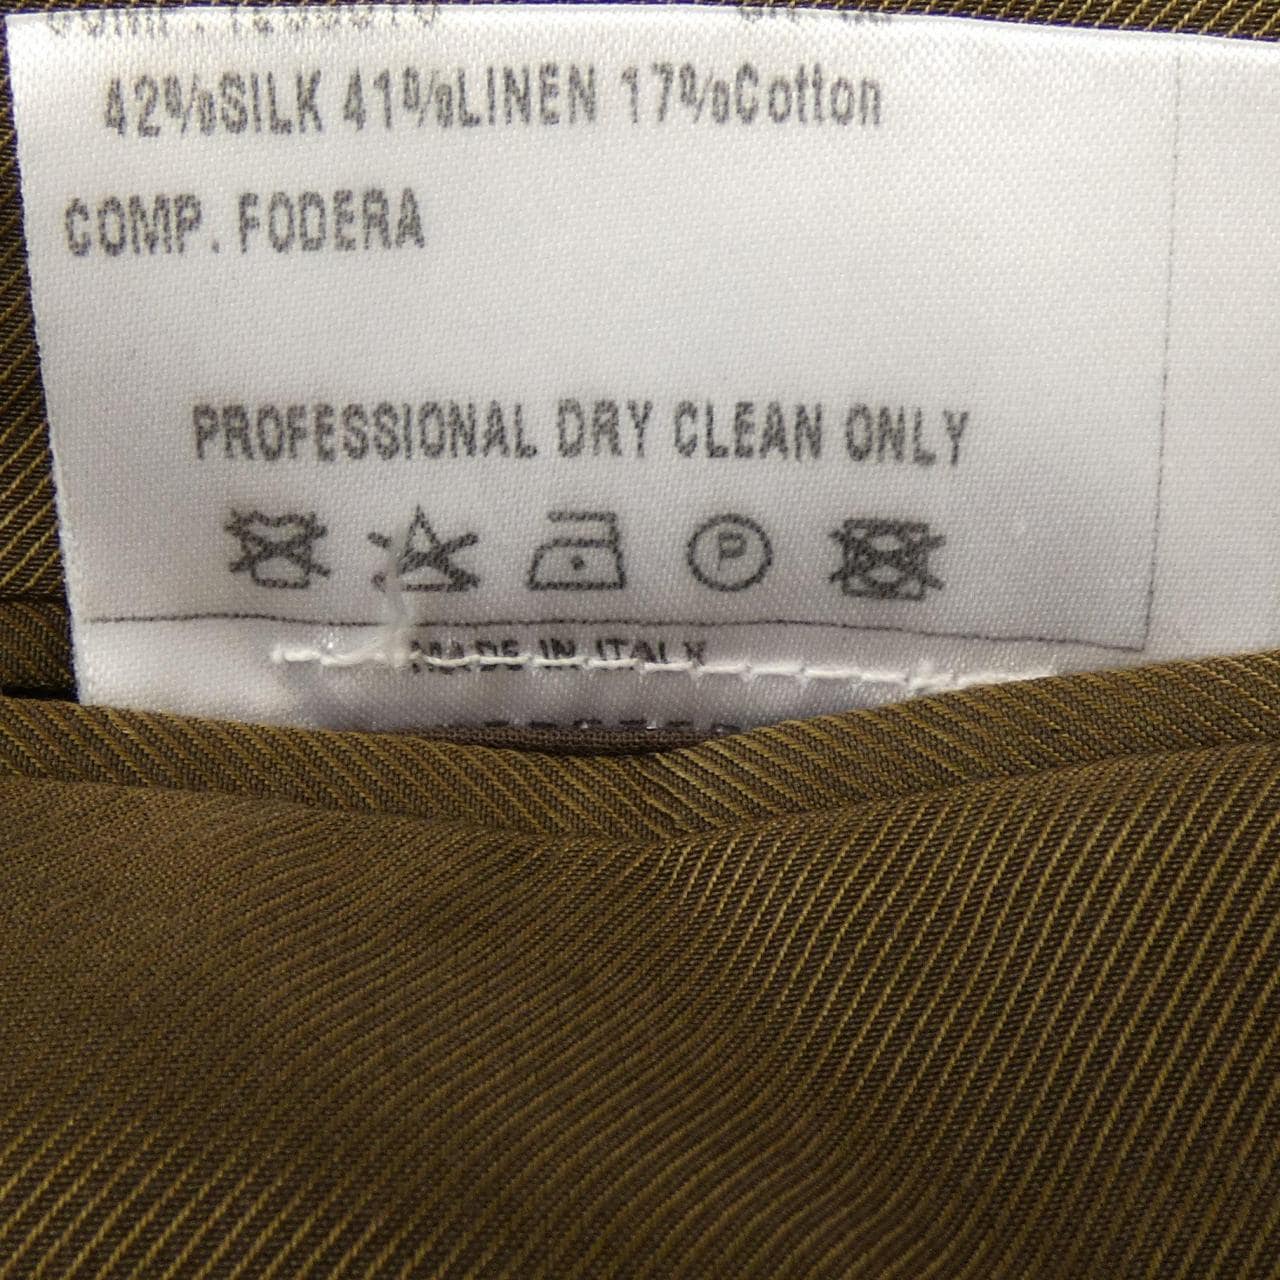 42%SILK 41%LINEN 17%Cotton
COMP. FODERA
PROFESSIONAL DRY CLEAN ONLY
P
MADE IN ITALY